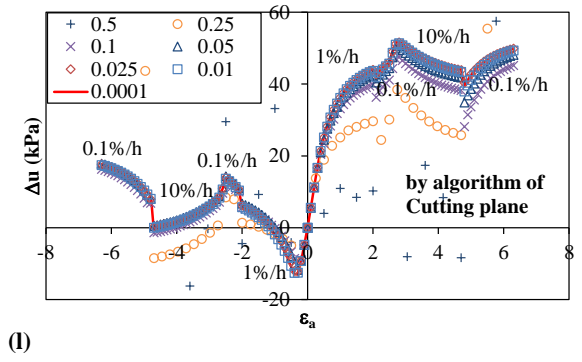 60
0.5 0.25
0.1 0.05
0.025 0.01
0.0001
40
20
0
-20
Δu (kPa)
1%/h
10%/h
0.1%/h
0.1%/h
0.1%/h
0.1%/h
10%/h
by algorithm of
Cutting plane
1%/h
-8 -6 -4 -2 0 2 4 6 8
εa
(l)